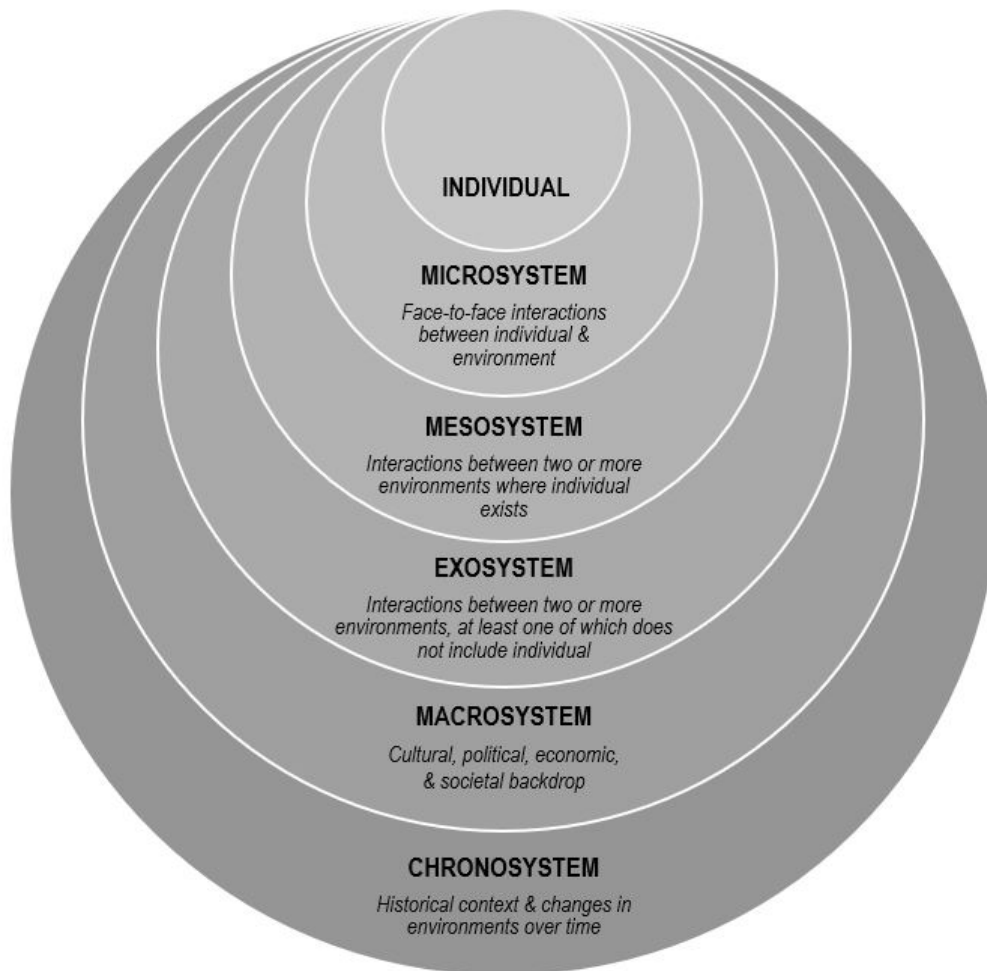 INDIVIDUAL
MICROSYSTEM
Face-to-face interactions
between individual &
environment
MESOSYSTEM
Interactions between two or more
environments where individual
exists
EXOSYSTEM
Interactions between two or more
environments, at least one of which does
not include individual
MACROSYSTEM
Cultural, political, economic,
& societal backdrop
CHRONOSYSTEM
Historical context & changes in
environments over time